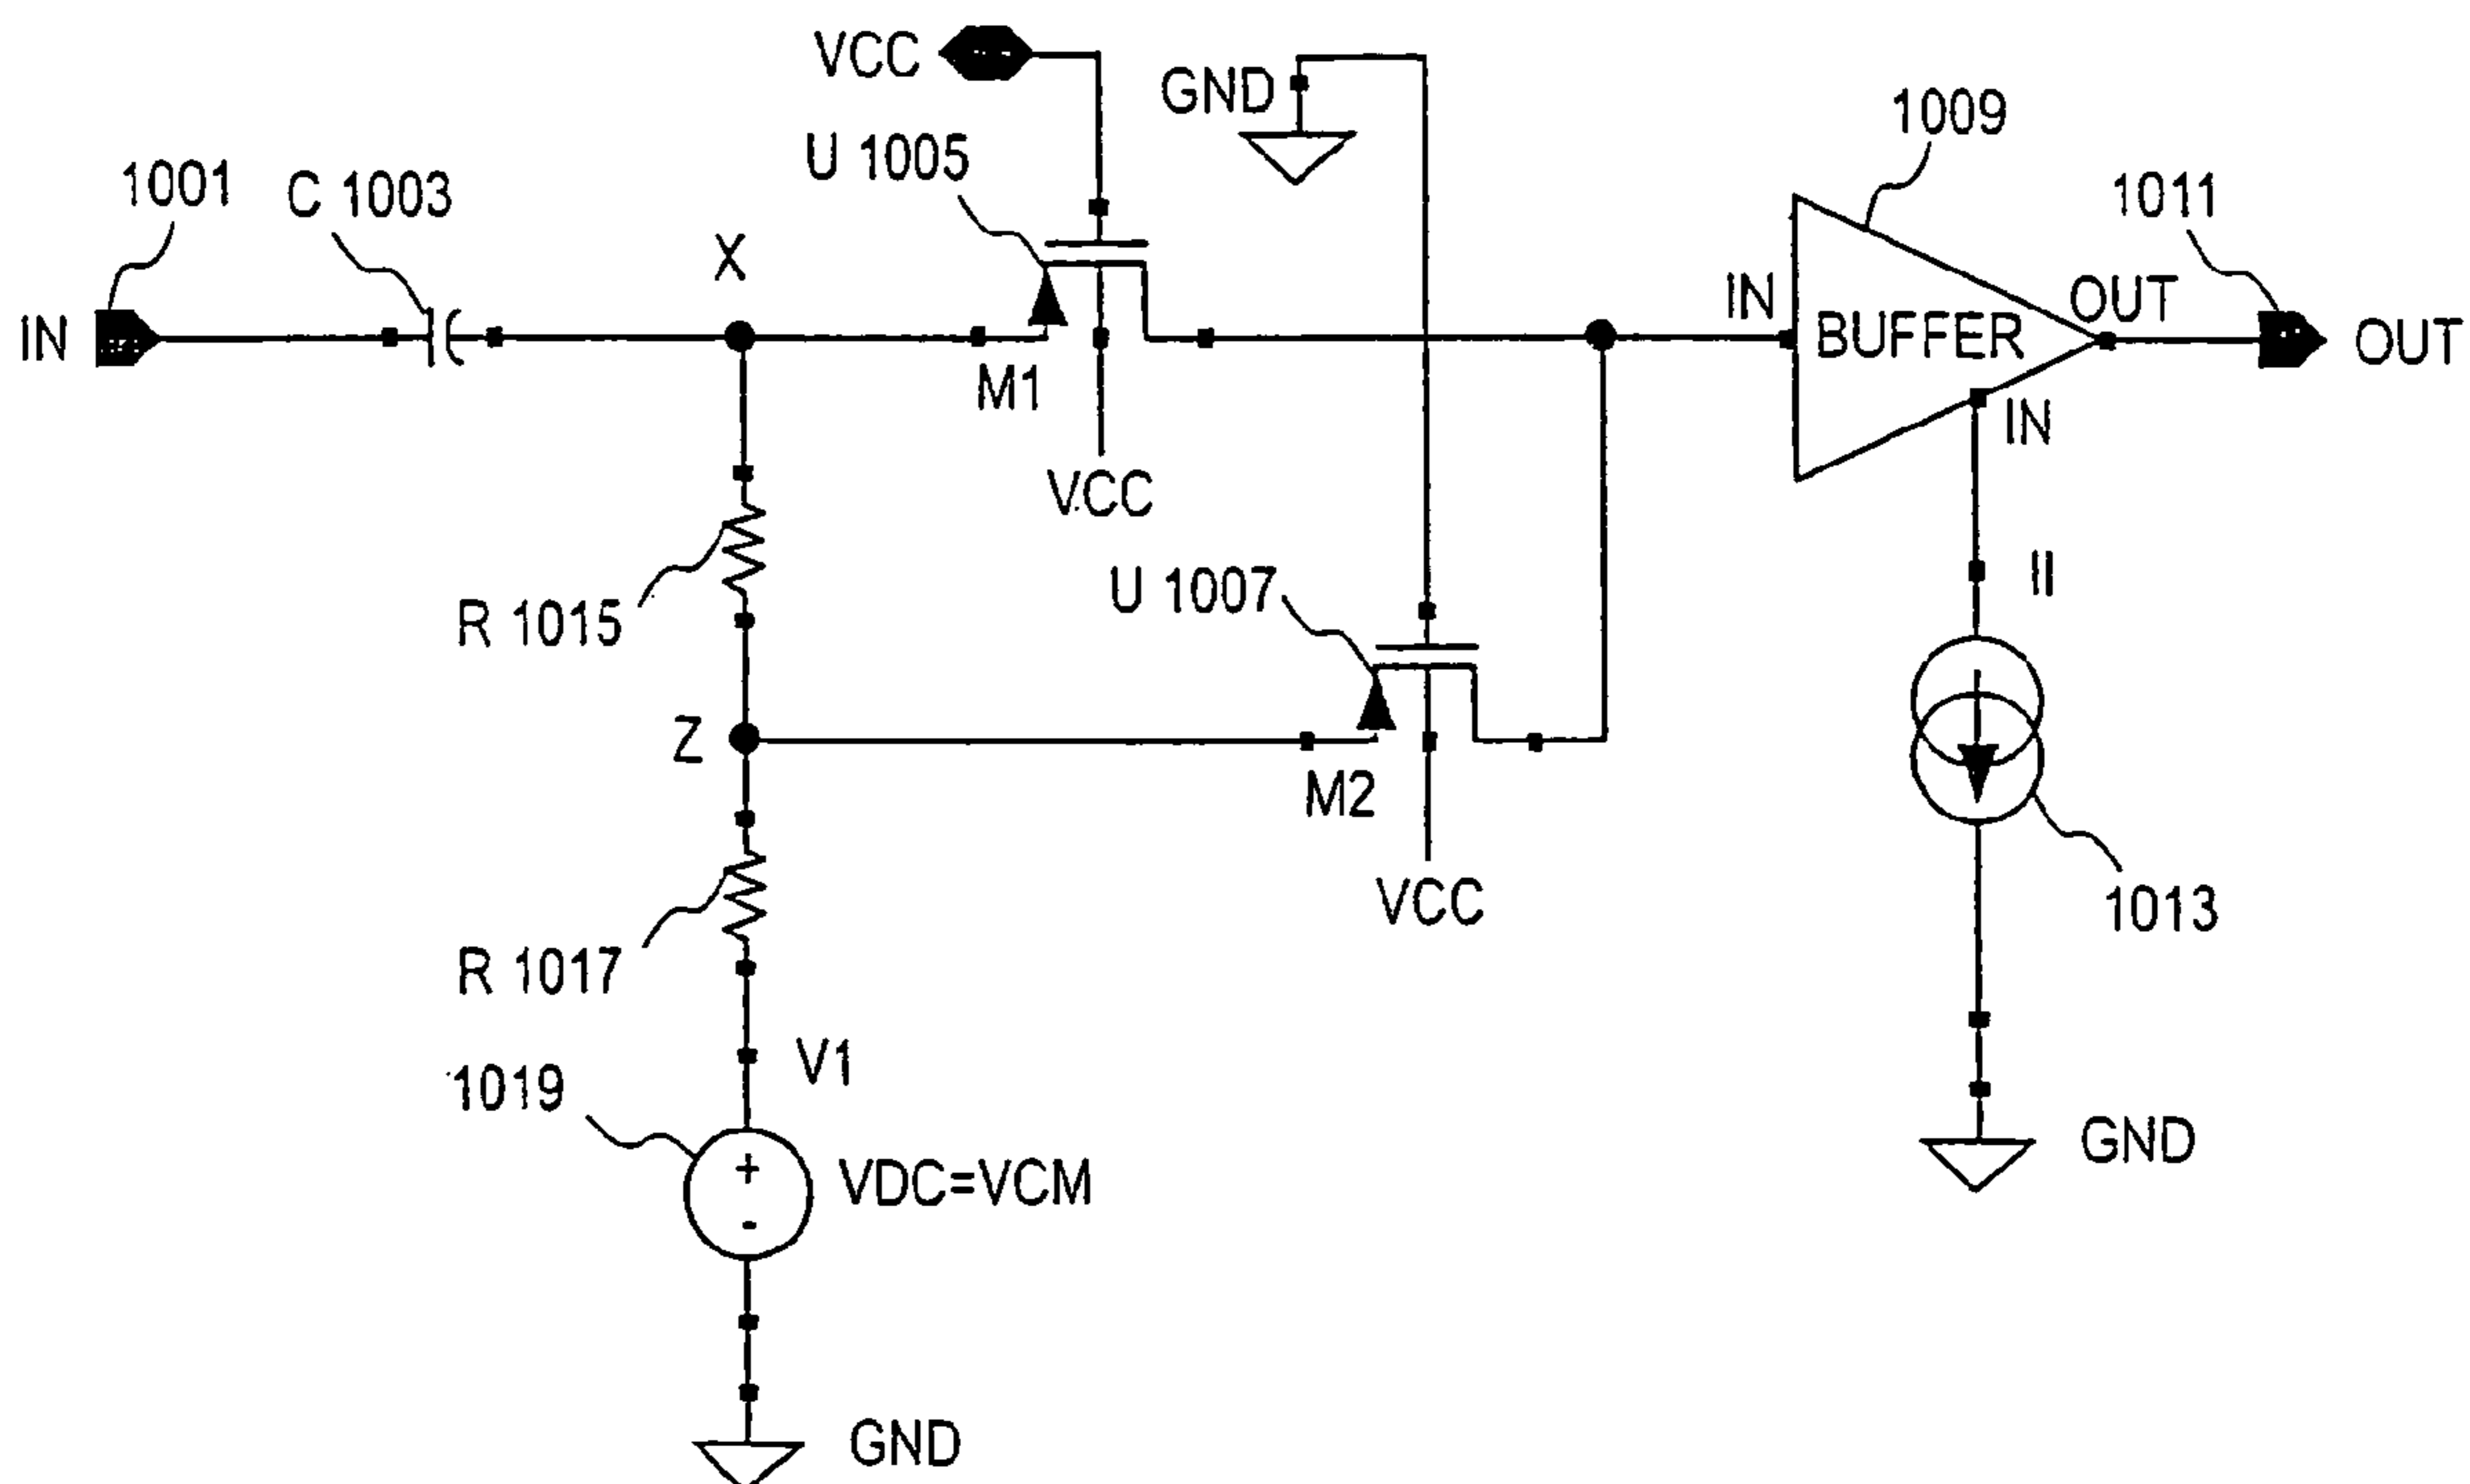 VCC
GND
1009
U 1005
1001
C 1003
1011
X
IN
OUT
IN
BUFFER
OUT
M1
IN
VCC
II
U 1007
R 1015
Z
M2
VCC
1013
R 1017
V1
1019
VDC=VCM
GND
GND